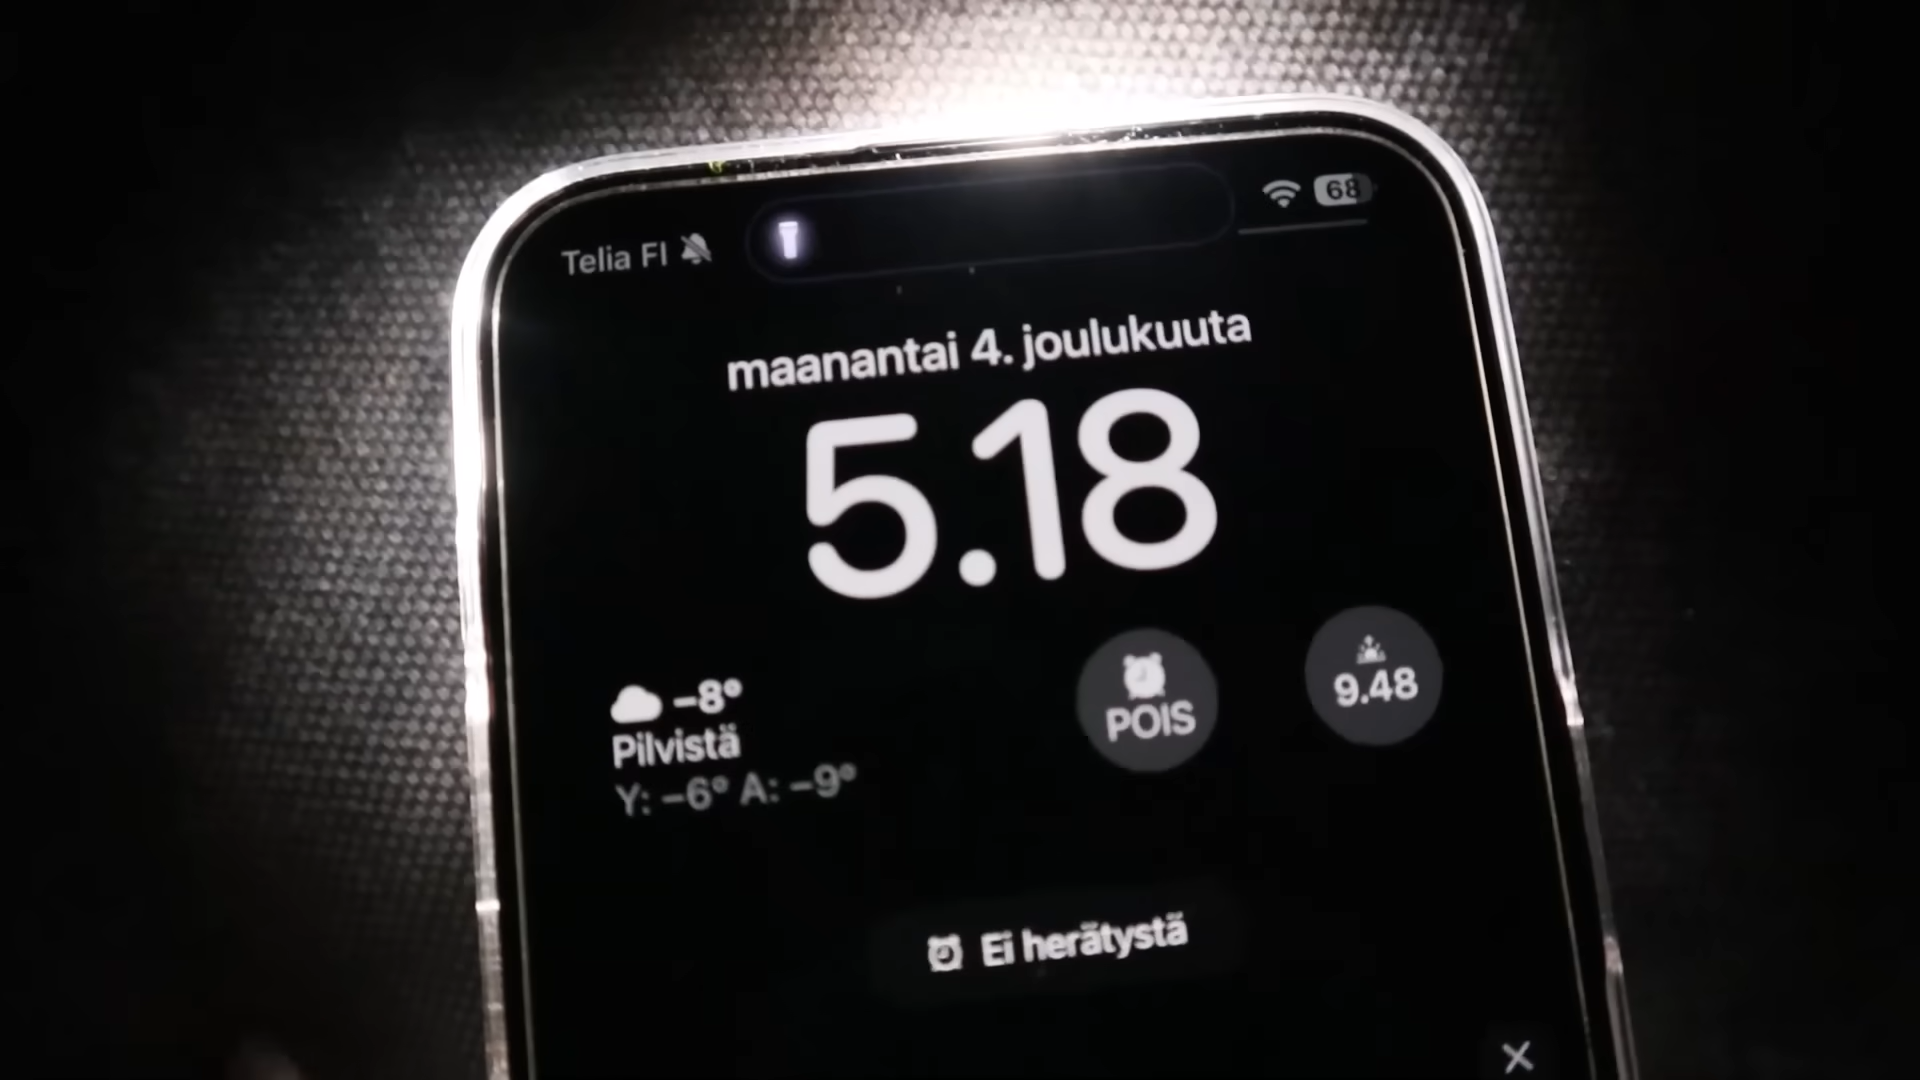 Telia FI
68
maanantai 4. joulukuuta
5.18
−8°
Pilvistä
Y: −6° A: −9°
POIS
9.48
Ei herätystä